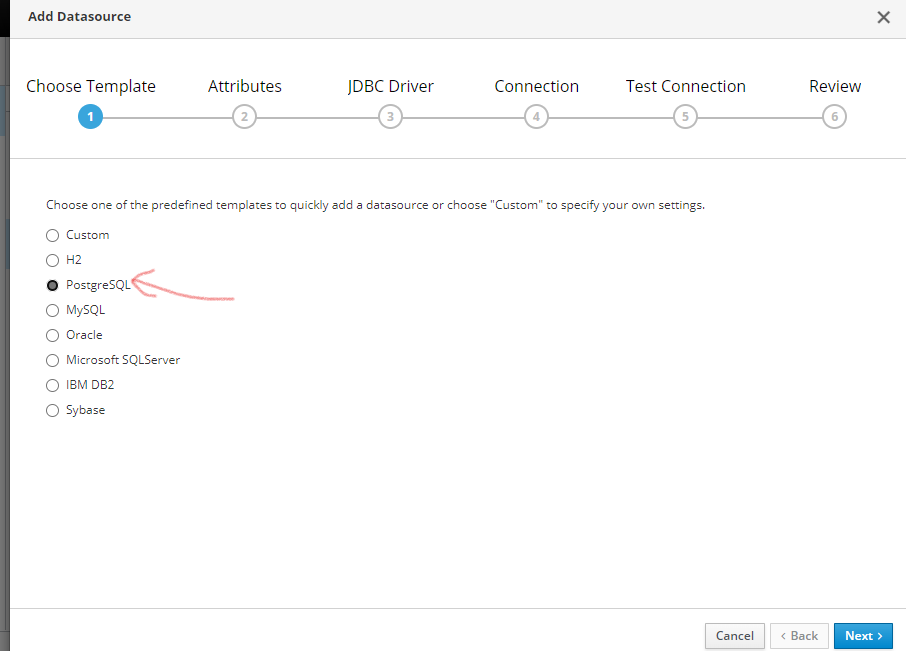 Add Datasource
Choose Template Attributes JDBC Driver Connection Test Connection Review
1 2 3 4 5 6
Choose one of the predefined templates to quickly add a datasource or choose "Custom" to specify your own settings.
Custom
H2
PostgreSQL
MySQL
Oracle
Microsoft SQLServer
IBM DB2
Sybase
Cancel ‹ Back Next ›